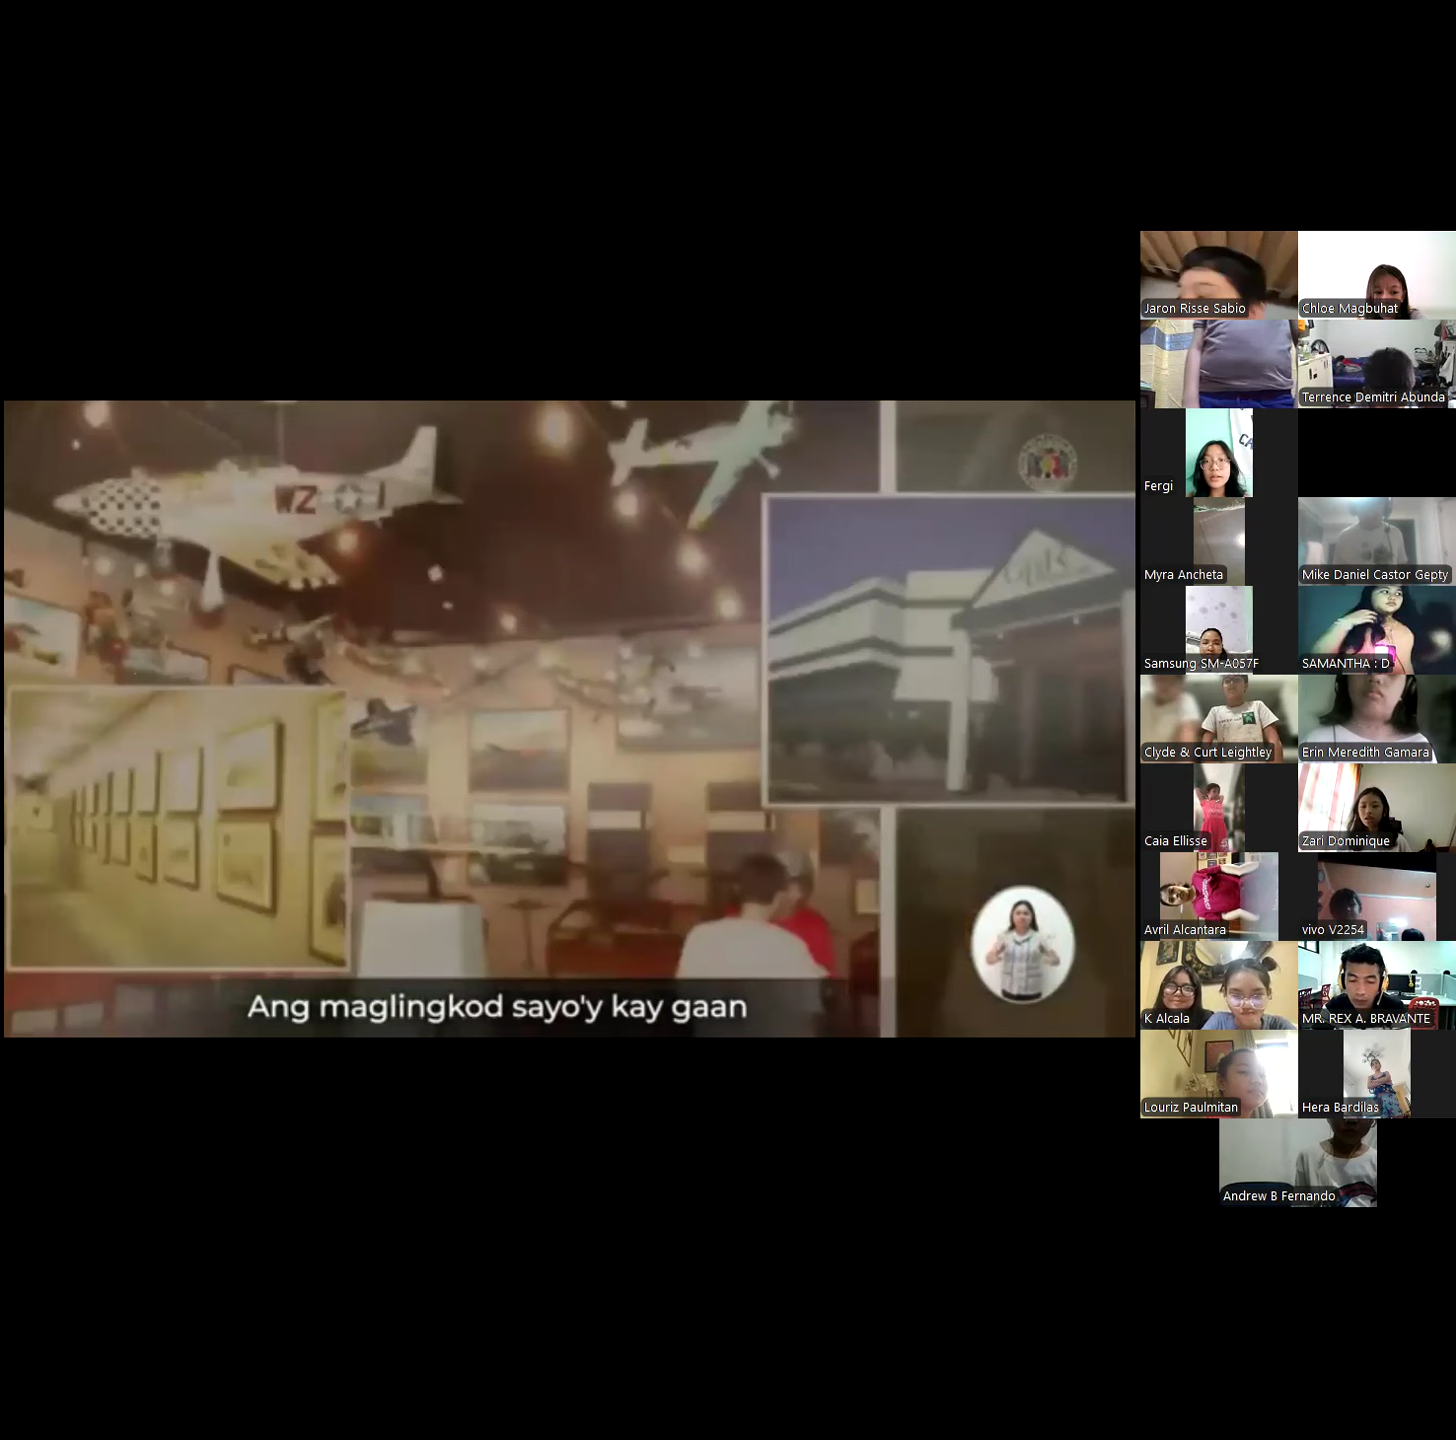 Jaron Risse Sabio
Chloe Magbuhat
Terrence Demitri Abunda
Fergi
Myra Ancheta
Mike Daniel Castor Gepty
Samsung SM-A057F
SAMANTHA : D
Clyde & Curt Leightley
Erin Meredith Gamara
Caia Ellisse
Zari Dominique
Avril Alcantara
vivo V2254
K Alcala
MR. REX A. BRAVANTE
Louriz Paulmitan
Hera Bardilas
Andrew B Fernando
WZ
Ang maglingkod sayo'y kay gaan